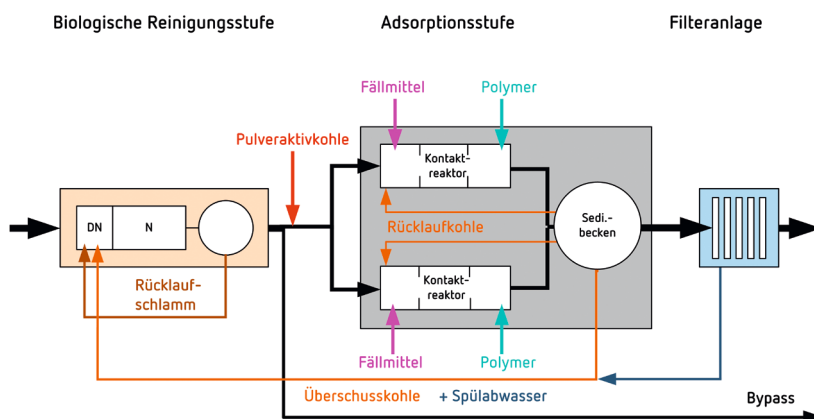 Biologische Reinigungsstufe
Adsorptionsstufe
Filteranlage
Fällmittel
Polymer
Pulveraktivkohle
Kontakt-
reaktor
DN
N
Rücklaufkohle
Sedi.-
becken
Rücklauf-
schlamm
Kontakt-
reaktor
Fällmittel
Polymer
Überschusskohle
+ Spülabwasser
Bypass